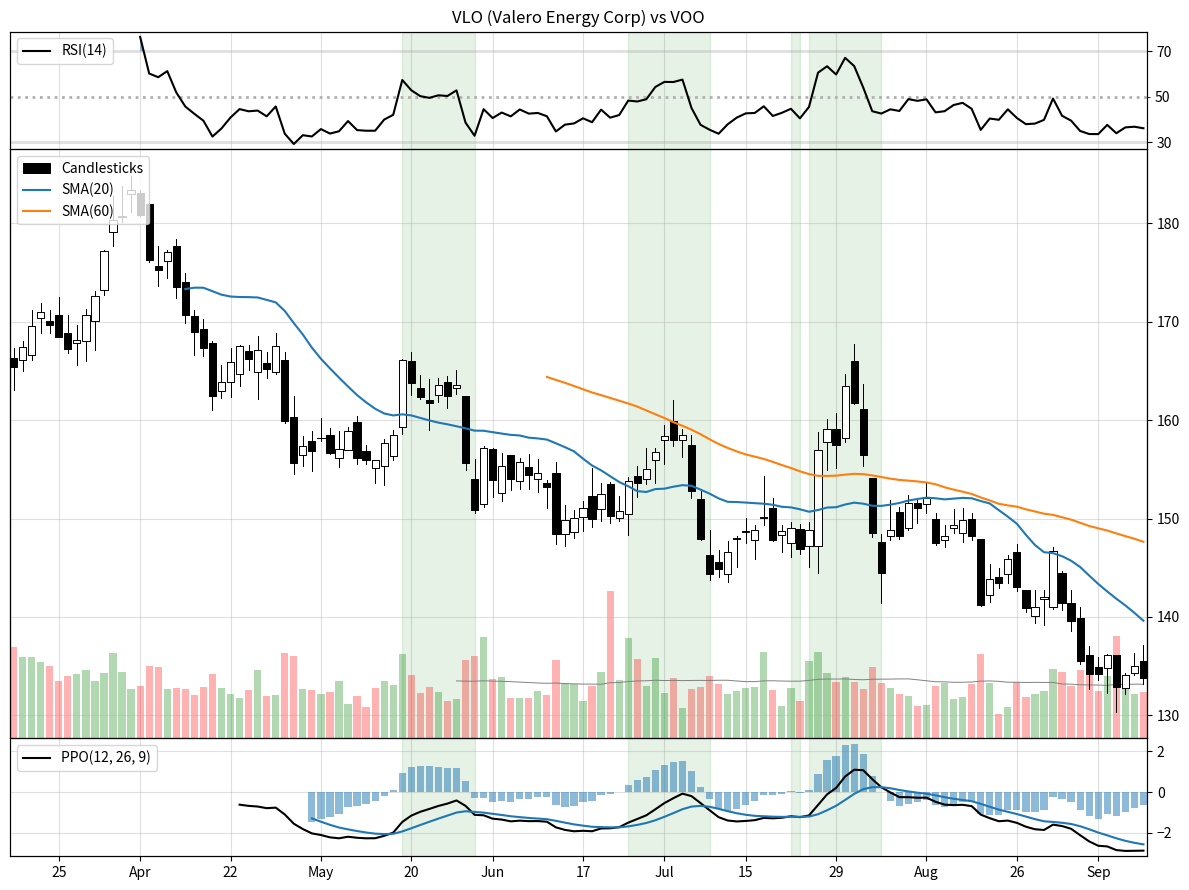 VLO (Valero Energy Corp) vs VOO
RSI(14)
70
50
30
Candlesticks
SMA(20)
SMA(60)
180
170
160
150
140
130
PPO(12, 26, 9)
2
0
−2
25 Apr 22 May 20 Jun 17 Jul 15 29 Aug 26 Sep